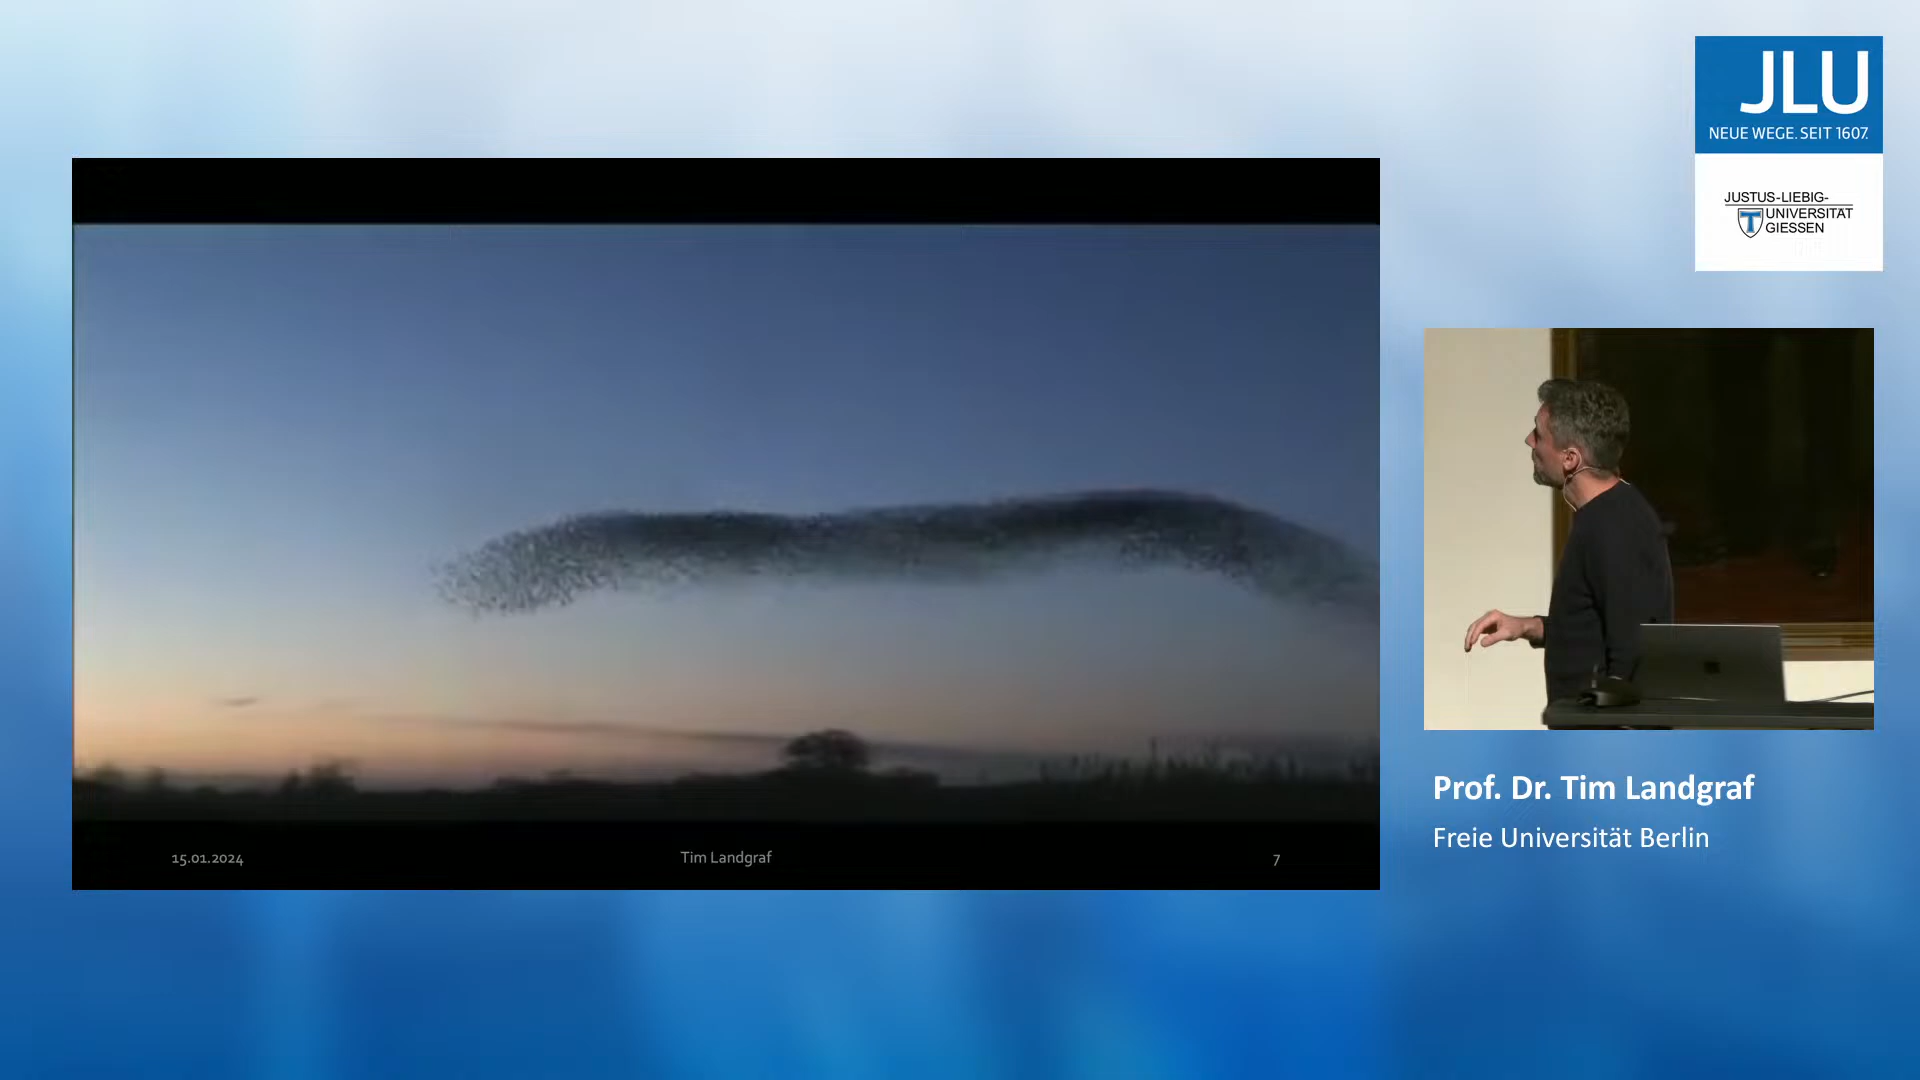 JLU
NEUE WEGE. SEIT 1607.
JUSTUS-LIEBIG-
UNIVERSITÄT
GIESSEN
15.01.2024
Tim Landgraf
7
Prof. Dr. Tim Landgraf
Freie Universität Berlin